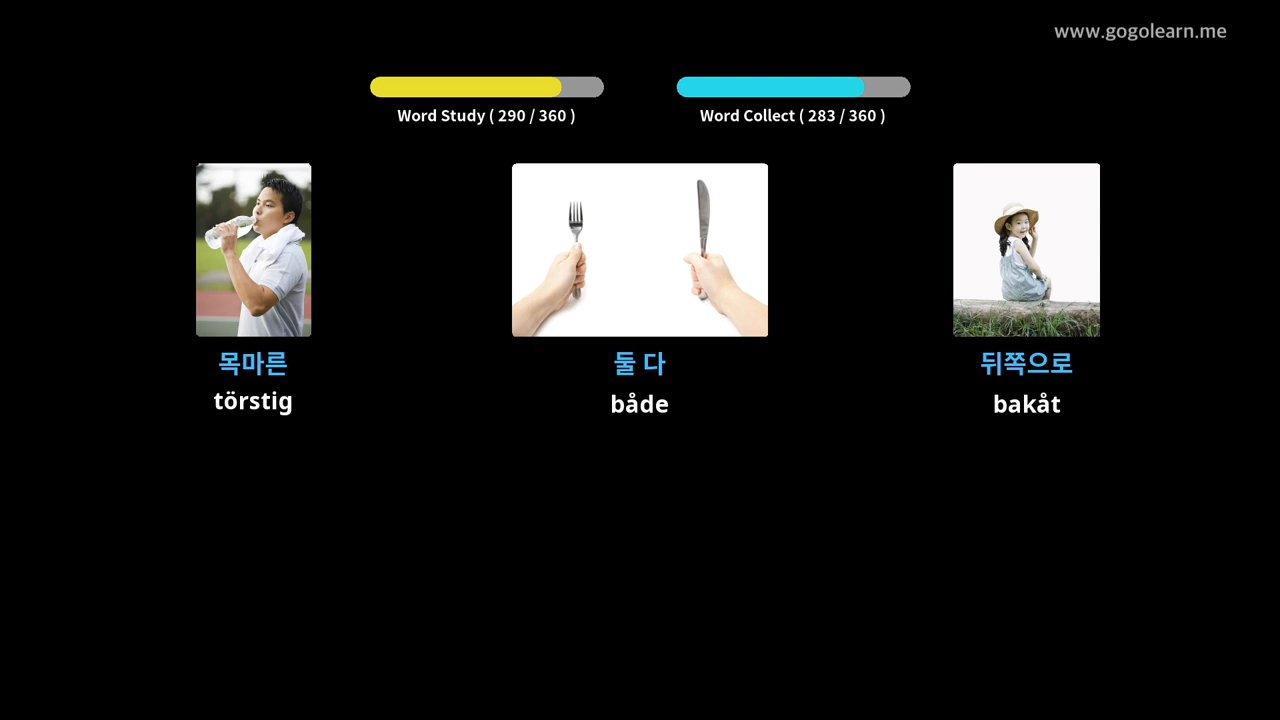 www.gogolearn.me
Word Study ( 290 / 360 )
Word Collect ( 283 / 360 )
목마른
törstig
둘 다
både
뒤쪽으로
bakåt